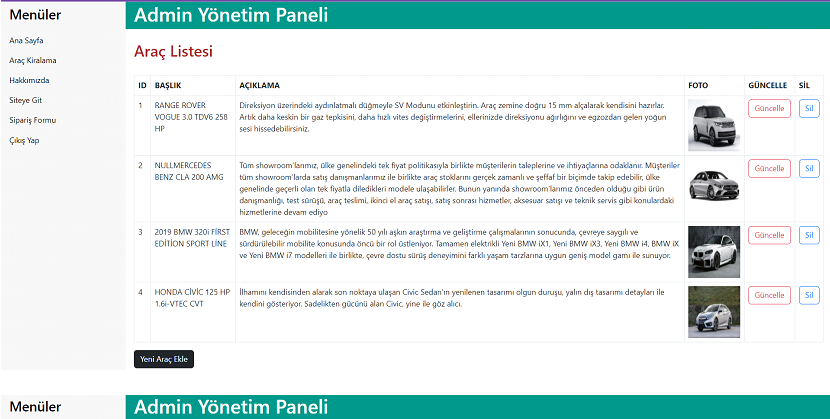 Menüler
Admin Yönetim Paneli
Ana Sayfa
Araç Kiralama
Hakkımızda
Siteye Git
Sipariş Formu
Çıkış Yap
Araç Listesi
ID BAŞLIK AÇIKLAMA FOTO GÜNCELLE SİL
1 RANGE ROVER VOGUE 3.0 TDV6 258 HP
Direksiyon üzerindeki aydınlatmalı düğmeyle SV Modunu etkinleştirin. Araç zemine doğru 15 mm alçalarak kendisini hazırlar.
Artık daha keskin bir gaz tepkisini, daha hızlı vites değiştirmelerini, ellerinizde direksiyonu ağırlığını ve egzozdan gelen yoğun
sesi hissedebilirsiniz.
Güncelle Sil
2 NULLMERCEDES BENZ CLA 200 AMG
Tüm showroom'larımız, ülke genelindeki tek fiyat politikasıyla birlikte müşterilerin taleplerine ve ihtiyaçlarına odaklanır. Müşteriler
tüm showroom'larda satış danışmanlarımız ile birlikte araç stoklarını gerçek zamanlı ve şeffaf bir biçimde takip edebilir,
ülke genelinde geçerli olan tek fiyatla diledikleri modele ulaşabilirler. Bunun yanında showroom'larımız önceden olduğu gibi ürün
danışmanlığı, test sürüşü, araç teslimi, ikinci el araç satışı, satış sonrası hizmetler, aksesuar satışı ve teknik servis gibi konulardaki
hizmetlerine devam ediyo
Güncelle Sil
3 2019 BMW 320i FİRST EDİTİON SPORT LİNE
BMW, geleceğin mobilitesine yönelik 50 yılı aşkın araştırma ve geliştirme çalışmalarının sonucunda, çevreye saygılı ve
sürdürülebilir mobilite konusunda öncü bir rol üstleniyor. Tamamen elektrikli Yeni BMW iX1, Yeni BMW iX3, Yeni BMW i4, BMW iX
ve Yeni BMW i7 modelleri ile birlikte, çevre dostu sürüş deneyimini farklı yaşam tarzlarına uygun geniş model gamı ile sunuyor.
Güncelle Sil
4 HONDA CİVİC 125 HP 1.6i-VTEC CVT
İlhamını kendisinden alarak son noktaya ulaşan Civic Sedan'ın yenilenen tasarımı olgun duruşu, yalın dış tasarımı detayları ile
kendini gösteriyor. Sadelikten gücünü alan Civic, yine ile göz alıcı.
Güncelle Sil
Yeni Araç Ekle
Menüler
Admin Yönetim Paneli